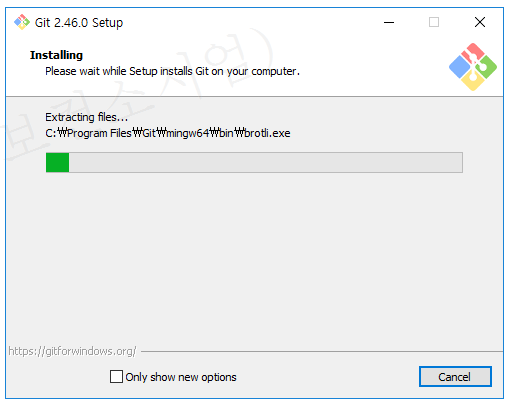 Git 2.46.0 Setup
Installing
Please wait while Setup installs Git on your computer.
Extracting files...
C:₩Program Files₩Git₩mingw64₩bin₩brotli.exe
https://gitforwindows.org/
Only show new options
Cancel